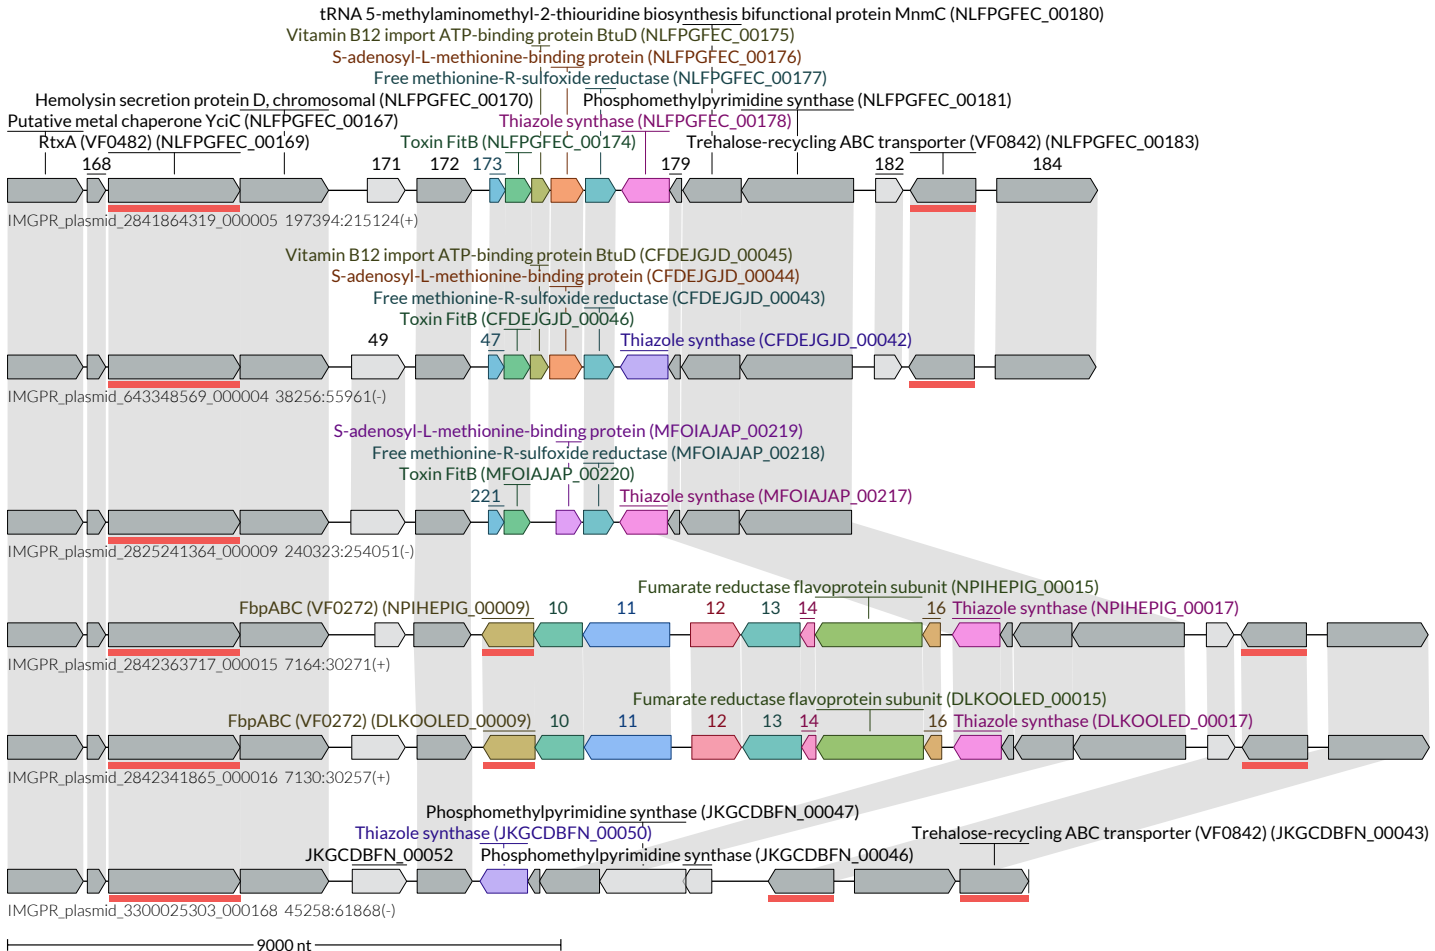 tRNA 5-methylaminomethyl-2-thiouridine biosynthesis bifunctional protein MnmC (NLFPGFEC_00180)
Vitamin B12 import ATP-binding protein BtuD (NLFPGFEC_00175)
S-adenosyl-L-methionine-binding protein (NLFPGFEC_00176)
Free methionine-R-sulfoxide reductase (NLFPGFEC_00177)
Hemolysin secretion protein D, chromosomal (NLFPGFEC_00170) Phosphomethylpyrimidine synthase (NLFPGFEC_00181)
Putative metal chaperone YciC (NLFPGFEC_00167) Thiazole synthase (NLFPGFEC_00178)
RtxA (VF0482) (NLFPGFEC_00169) Toxin FitB (NLFPGFEC_00174) Trehalose-recycling ABC transporter (VF0842) (NLFPGFEC_00183)
168 171 172 173 179 182 184
IMGPR_plasmid_2841864319_000005 197394:215124(+)
Vitamin B12 import ATP-binding protein BtuD (CFDEJGJD_00045)
S-adenosyl-L-methionine-binding protein (CFDEJGJD_00044)
Free methionine-R-sulfoxide reductase (CFDEJGJD_00043)
Toxin FitB (CFDEJGJD_00046)
49 47 Thiazole synthase (CFDEJGJD_00042)
IMGPR_plasmid_643348569_000004 38256:55961(-)
S-adenosyl-L-methionine-binding protein (MFOIAJAP_00219)
Free methionine-R-sulfoxide reductase (MFOIAJAP_00218)
Toxin FitB (MFOIAJAP_00220)
221 Thiazole synthase (MFOIAJAP_00217)
IMGPR_plasmid_2825241364_000009 240323:254051(-)
Fumarate reductase flavoprotein subunit (NPIHEPIG_00015)
FbpABC (VF0272) (NPIHEPIG_00009) 10 11 12 13 14 16 Thiazole synthase (NPIHEPIG_00017)
IMGPR_plasmid_2842363717_000015 7164:30271(+)
Fumarate reductase flavoprotein subunit (DLKOOLED_00015)
FbpABC (VF0272) (DLKOOLED_00009) 10 11 12 13 14 16 Thiazole synthase (DLKOOLED_00017)
IMGPR_plasmid_2842341865_000016 7130:30257(+)
Phosphomethylpyrimidine synthase (JKGCDBFN_00047)
Thiazole synthase (JKGCDBFN_00050) Trehalose-recycling ABC transporter (VF0842) (JKGCDBFN_00043)
JKGCDBFN_00052 Phosphomethylpyrimidine synthase (JKGCDBFN_00046)
IMGPR_plasmid_3300025303_000168 45258:61868(-)
9000 nt